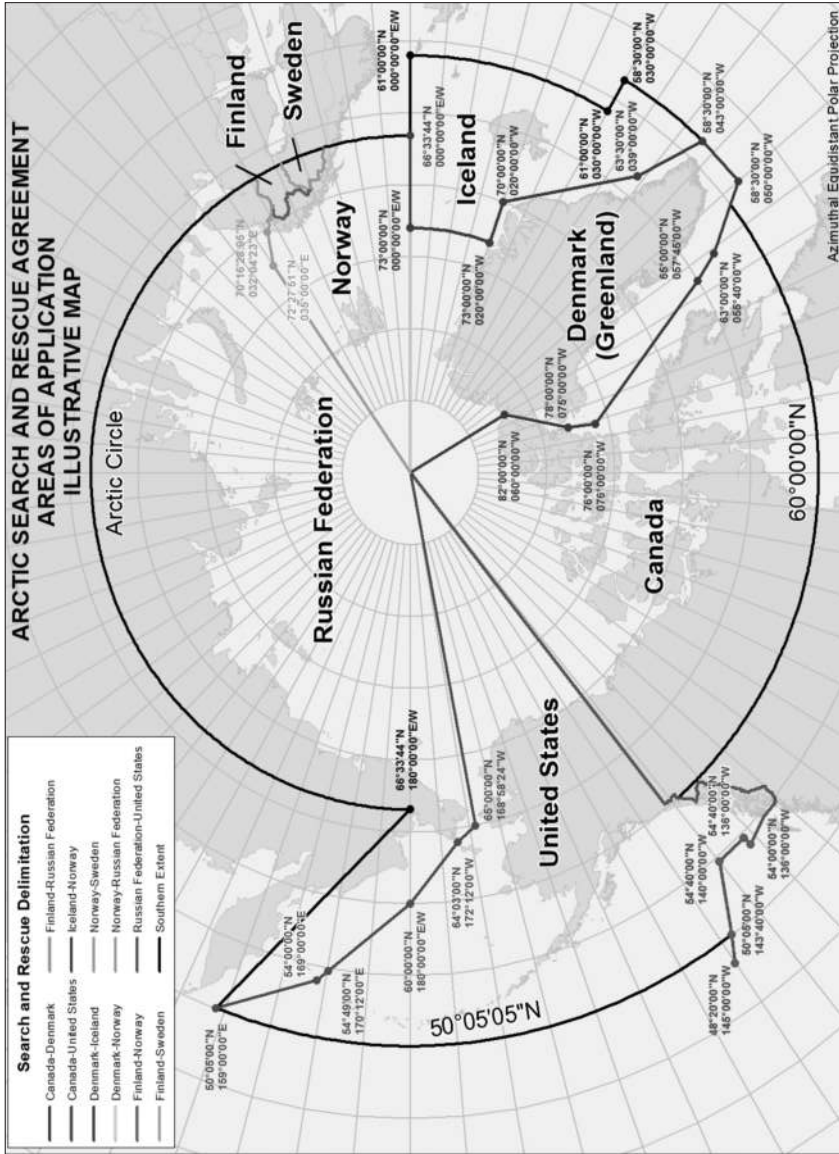 ARCTIC SEARCH AND RESCUE AGREEMENT
AREAS OF APPLICATION
ILLUSTRATIVE MAP
Search and Rescue Delimitation
Canada-Denmark
Canada-United States
Denmark-Iceland
Denmark-Norway
Finland-Norway
Finland-Sweden
Finland-Russian Federation
Iceland-Norway
Norway-Sweden
Norway-Russian Federation
Russian Federation-United States
Southern Extent
Arctic Circle
Finland
Sweden
Norway
Iceland
Denmark
(Greenland)
Russian Federation
United States
Canada
50°05'00"N
159°00'00"E
54°00'00"N
169°00'00"E
54°49'00"N
170°12'00"E
60°00'00"N
180°00'00"E/W
64°03'00"N
172°12'00"W
65°00'00"N
168°58'24"W
66°33'44"N
180°00'00"E/W
72°27'51"N
035°00'00"E
032°04'23"E
61°00'00"N
000°00'00"E/W
66°33'44"N
000°00'00"E/W
73°00'00"N
000°00'00"E/W
73°00'00"N
020°00'00"W
70°00'00"N
020°00'00"W
61°00'00"N
030°00'00"W
58°30'00"N
030°00'00"W
63°30'00"N
039°00'00"W
58°30'00"N
043°00'00"W
58°30'00"N
050°00'00"W
65°00'00"N
057°45'00"W
63°00'00"N
055°40'00"W
78°00'00"N
075°00'00"W
76°00'00"N
076°00'00"W
82°00'00"N
060°00'00"W
54°40'00"N
136°00'00"W
54°00'00"N
136°00'00"W
54°40'00"N
140°00'00"W
50°05'00"N
143°40'00"W
48°20'00"N
145°00'00"W
50°05'05"N
60°00'00"N
Azimuthal Equidistant Polar Projection